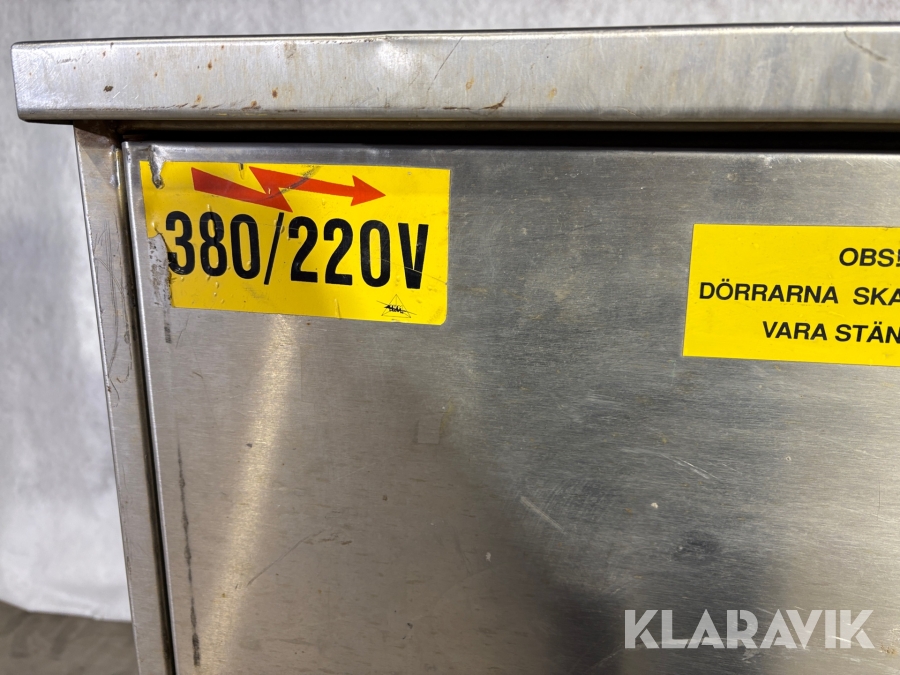 380/220V
OBS!
DÖRRARNA SKA
VARA STÄN
KLARAVIK